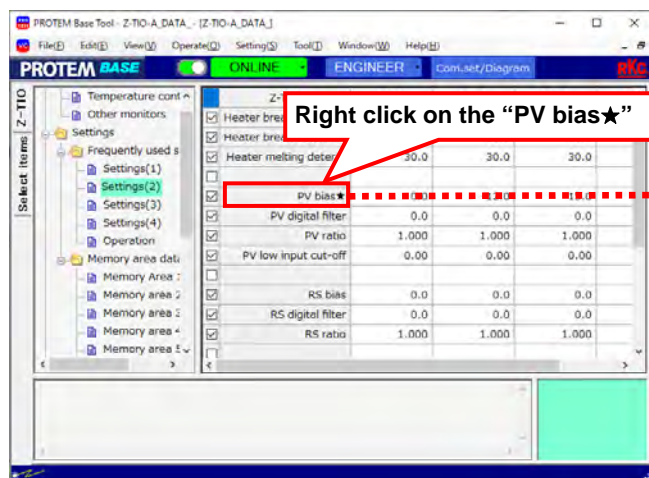 PROTEM Base Tool - Z-TIO-A_DATA_ - [Z-TIO-A_DATA_]
File(F) Edit(E) View(V) Operate(Q) Setting(S) Tool(T) Window(W) Help(H)
PROTEM BASE ONLINE ENGINEER Com.set/Diagram RKC
Z-TIO
Select items
Temperature cont
Other monitors
Settings
Frequently used s
Settings(1)
Settings(2)
Settings(3)
Settings(4)
Operation
Memory area dat
Memory Area
Memory area 2
Memory area
Memory area
Memory area
Right click on the “PV bias★”
Heater brea
Heater brea
Heater melting deter 30.0 30.0 30.0
PV bias★
PV digital filter 0.0 0.0 0.0
PV ratio 1.000 1.000 1.000
PV low input cut-off 0.00 0.00 0.00
RS bias 0.0 0.0 0.0
RS digital filter 0.0 0.0 0.0
RS ratio 1.000 1.000 1.000